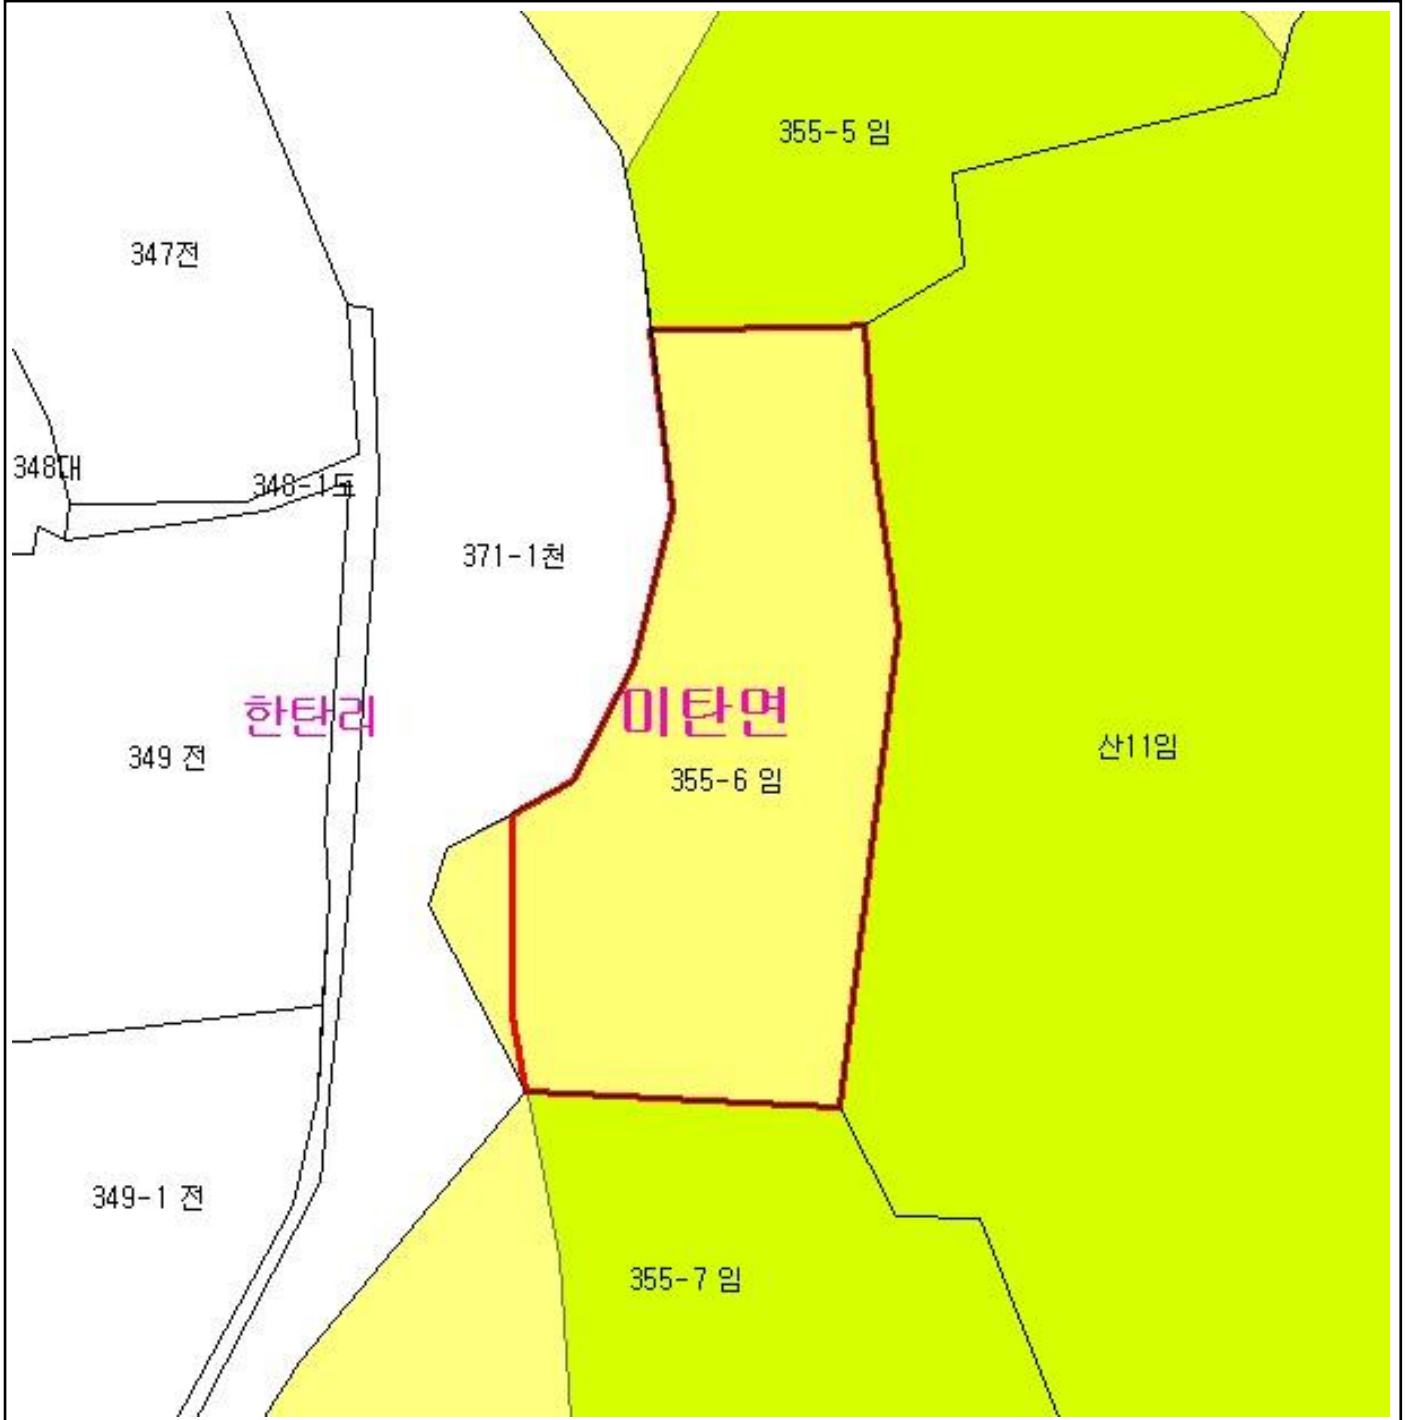 355-5 임
347전
348대
348-1도
371-1천
한탄리
미탄면
349 전
산11임
355-6 임
349-1 전
355-7 임